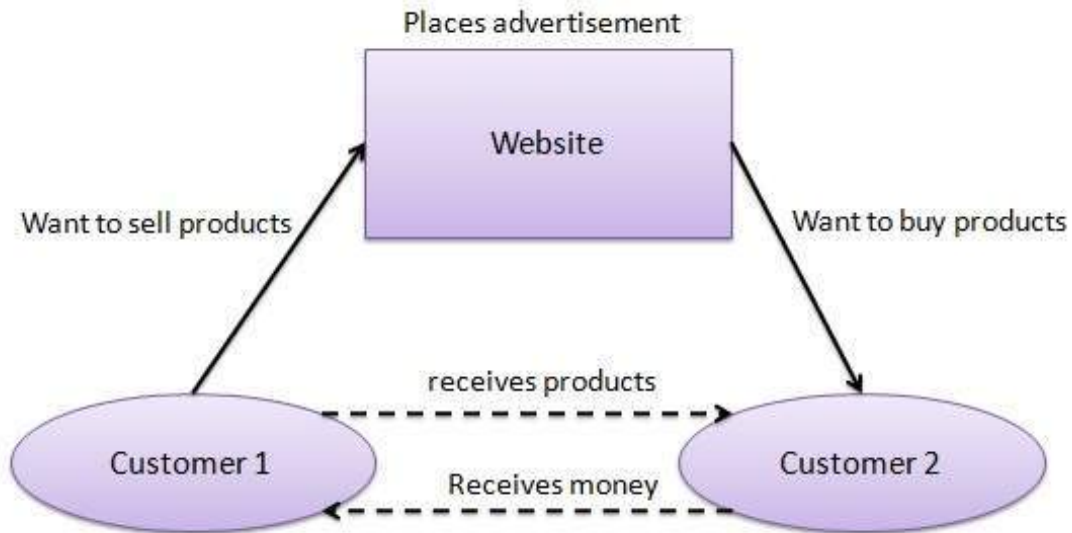 Places advertisement
Website
Want to sell products
Want to buy products
receives products
Customer 1
Customer 2
Receives money